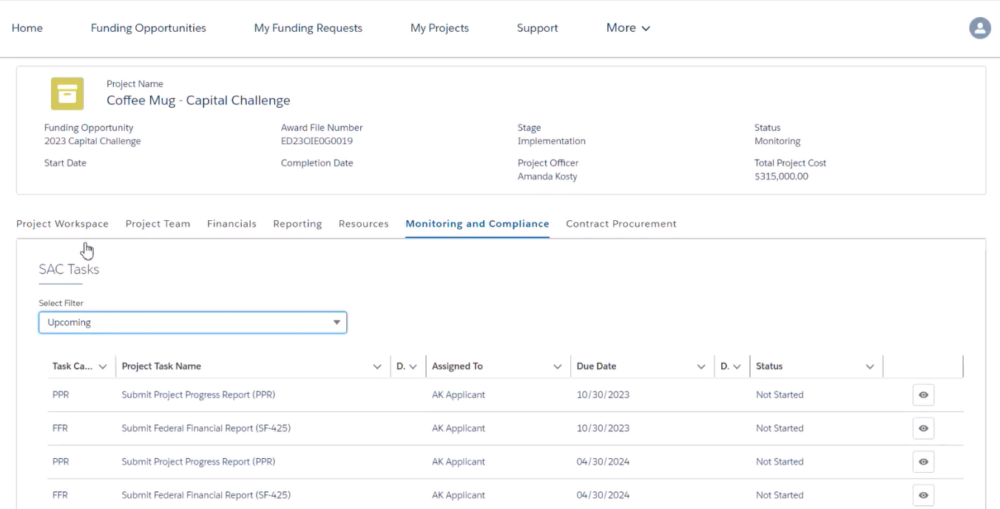 Home Funding Opportunities My Funding Requests My Projects Support More
Project Name
Coffee Mug - Capital Challenge
Funding Opportunity Award File Number Stage Status
2023 Capital Challenge ED23OIE0G0019 Implementation Monitoring
Start Date Completion Date Project Officer Total Project Cost
Amanda Kosty $315,000.00
Project Workspace Project Team Financials Reporting Resources Monitoring and Compliance Contract Procurement
SAC Tasks
Select Filter
Upcoming
Task Ca... Project Task Name D. Assigned To Due Date D. Status
PPR Submit Project Progress Report (PPR) AK Applicant 10/30/2023 Not Started
FFR Submit Federal Financial Report (SF-425) AK Applicant 10/30/2023 Not Started
PPR Submit Project Progress Report (PPR) AK Applicant 04/30/2024 Not Started
FFR Submit Federal Financial Report (SF-425) AK Applicant 04/30/2024 Not Started